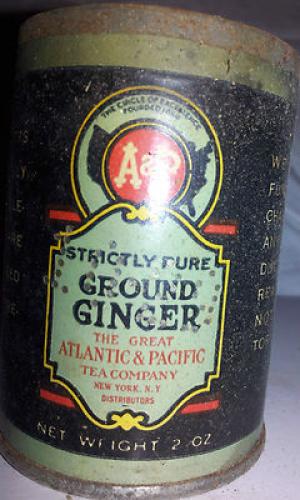 THE CIRCLE OF EXCELLENCE
A&P
STRICTLY PURE
GROUND
GINGER
THE GREAT
ATLANTIC & PACIFIC
TEA COMPANY
NEW YORK, N.Y.
DISTRIBUTORS
NET WEIGHT 2 OZ